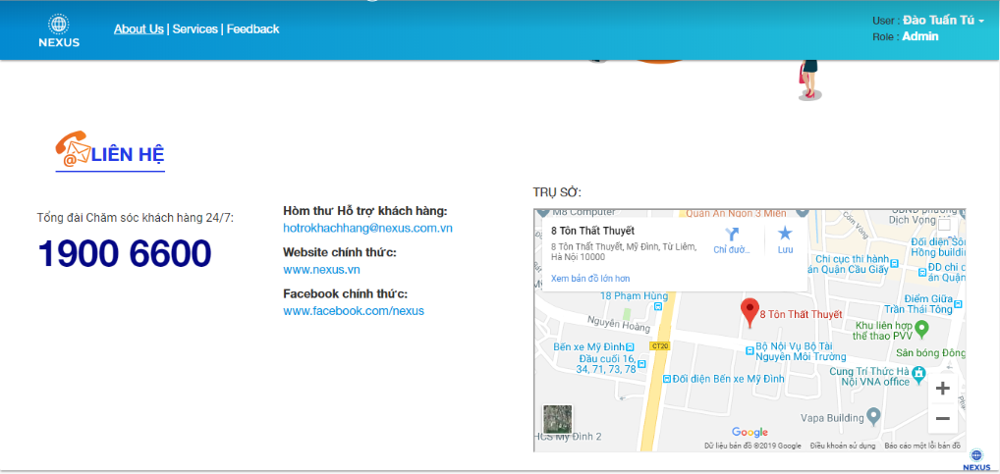 NEXUS
About Us | Services | Feedback
User : Đào Tuấn Tú
Role : Admin
LIÊN HỆ
Tổng đài Chăm sóc khách hàng 24/7:
1900 6600
Hòm thư Hỗ trợ khách hàng:
hotrokhachhang@nexus.com.vn
Website chính thức:
www.nexus.vn
Facebook chính thức:
www.facebook.com/nexus
TRỤ SỞ:
M8 Computer
Quán Ăn Ngon 3 Miền
Dịch Vọng Hậ
8 Tôn Thất Thuyết
8 Tôn Thất Thuyết, Mỹ Đình, Từ Liêm,
Hà Nội 10000
Chỉ đườ...
Lưu
Xem bản đồ lớn hơn
Cốm Vòng
Đối diện Số
Hồng building
Chi cục thi hành
án Quận Cầu Giấy
ĐD chi c
án Quận
18 Phạm Hùng
Điểm Giữa
Trần Thái Tông
8 Tôn Thất Thuyết
Nguyễn Hoàng
Khu liên hợp
thể thao PVV
CT20
Bến xe Mỹ Đình
Bộ Nội Vụ Bộ Tài
Nguyên Môi Trường
Sân bóng Đông
Đầu cuối 16,
34, 71, 73, 78
Đối diện Bến xe Mỹ Đình
Cung Trí Thức Hà
Nội VNA office
+
Vapa Building
−
HCS Mỹ Đình 2
Google
Dữ liệu bản đồ ©2019 Google
Điều khoản sử dụng
Báo cáo một lỗi bản đồ
NEXUS